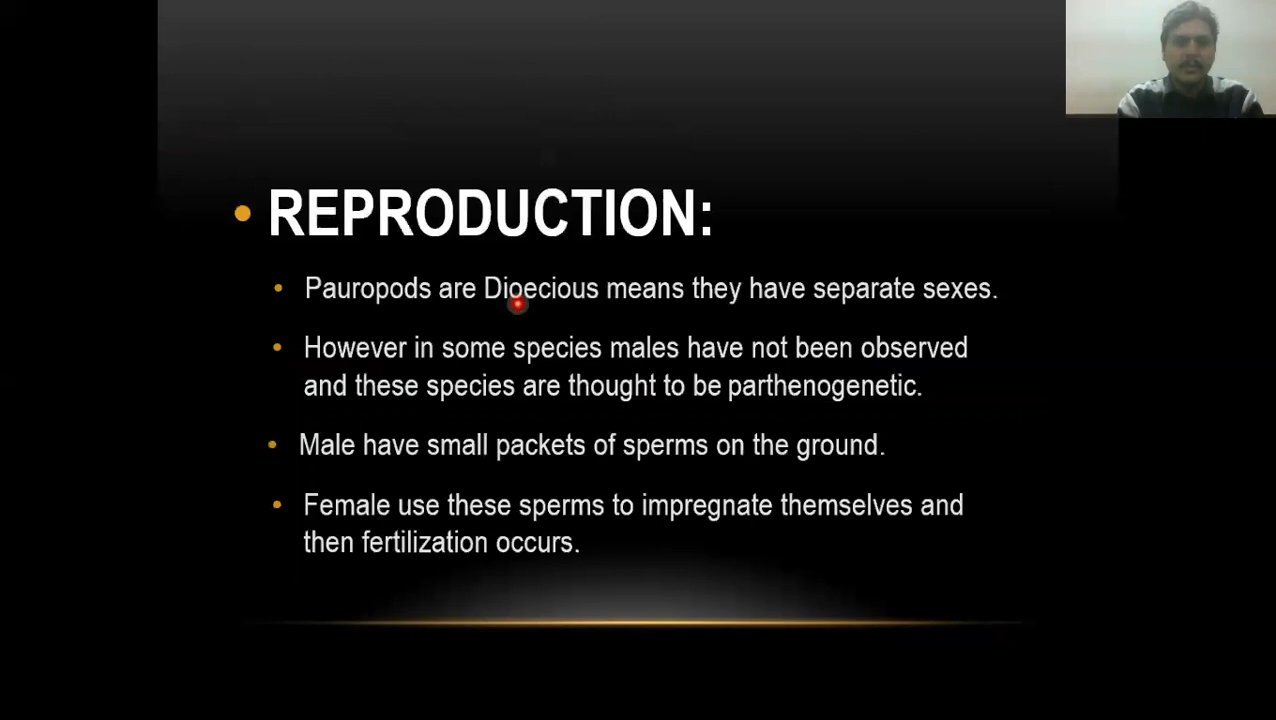 REPRODUCTION:
Pauropods are Dioecious means they have separate sexes.
However in some species males have not been observed
and these species are thought to be parthenogenetic.
Male have small packets of sperms on the ground.
Female use these sperms to impregnate themselves and
then fertilization occurs.